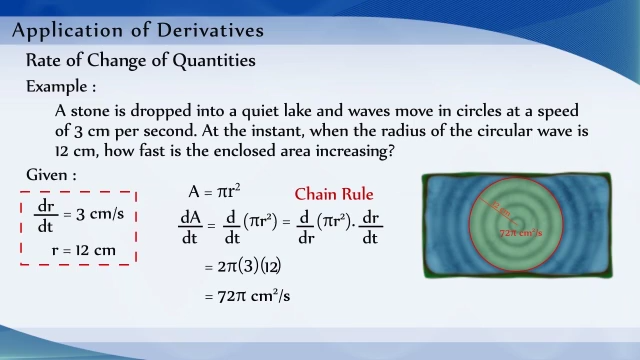 Application of Derivatives
Rate of Change of Quantities
Example :
A stone is dropped into a quiet lake and waves move in circles at a speed
of 3 cm per second. At the instant, when the radius of the circular wave is
12 cm, how fast is the enclosed area increasing?
Given :
dr/dt = 3 cm/s
r = 12 cm
A = πr²
Chain Rule
dA/dt = d/dt (πr²) = d/dr (πr²). dr/dt
= 2π(3)(12)
= 72π cm²/s
12 cm
72π cm²/s